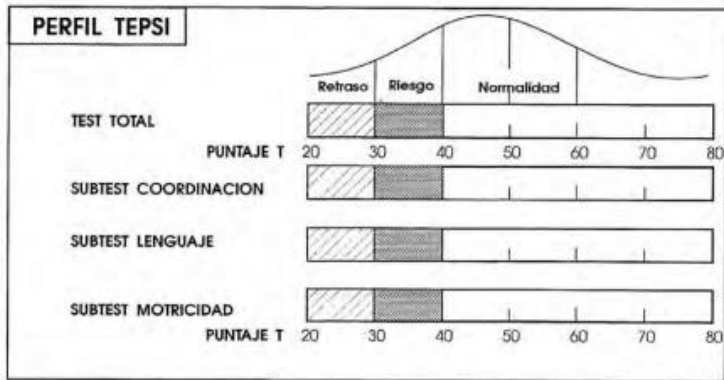 PERFIL TEPSI
Retraso Riesgo Normalidad
TEST TOTAL
PUNTAJE T 20 30 40 50 60 70 80
SUBTEST COORDINACION
SUBTEST LENGUAJE
SUBTEST MOTRICIDAD
PUNTAJE T 20 30 40 50 60 70 80